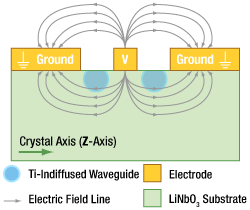 Ground
V
Ground
Crystal Axis (Z-Axis)
Ti-Indiffused Waveguide
Electrode
Electric Field Line
LiNbO3 Substrate